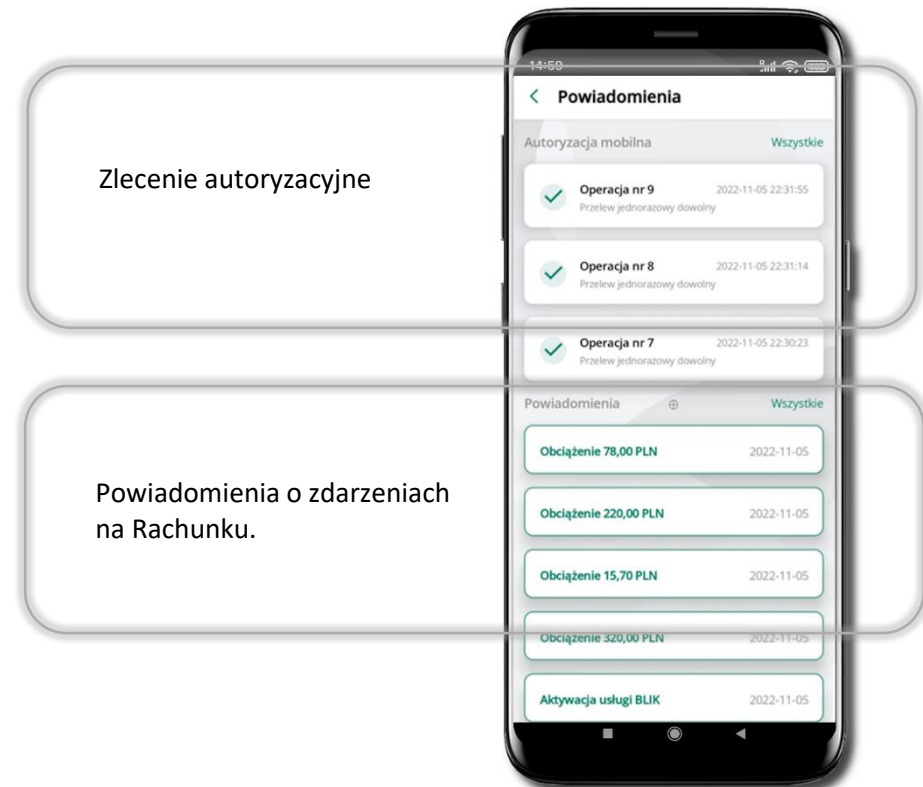 14:50
Powiadomienia
Autoryzacja mobilna Wszystkie
Zlecenie autoryzacyjne
Operacja nr 9 2022-11-05 22:31:55
Przelew jednorazowy dowolny
Operacja nr 8 2022-11-05 22:31:14
Przelew jednorazowy dowolny
Operacja nr 7 2022-11-05 22:30:23
Przelew jednorazowy dowolny
Powiadomienia Wszystkie
Powiadomienia o zdarzeniach
na Rachunku.
Obciążenie 78,00 PLN 2022-11-05
Obciążenie 220,00 PLN 2022-11-05
Obciążenie 15,70 PLN 2022-11-05
Obciążenie 320,00 PLN 2022-11-05
Aktywacja usługi BLIK 2022-11-05